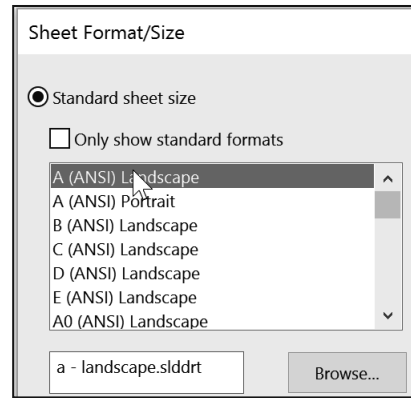 Sheet Format/Size
Standard sheet size
Only show standard formats
A (ANSI) Landscape
A (ANSI) Portrait
B (ANSI) Landscape
C (ANSI) Landscape
D (ANSI) Landscape
E (ANSI) Landscape
A0 (ANSI) Landscape
a - landscape.slddrt
Browse...